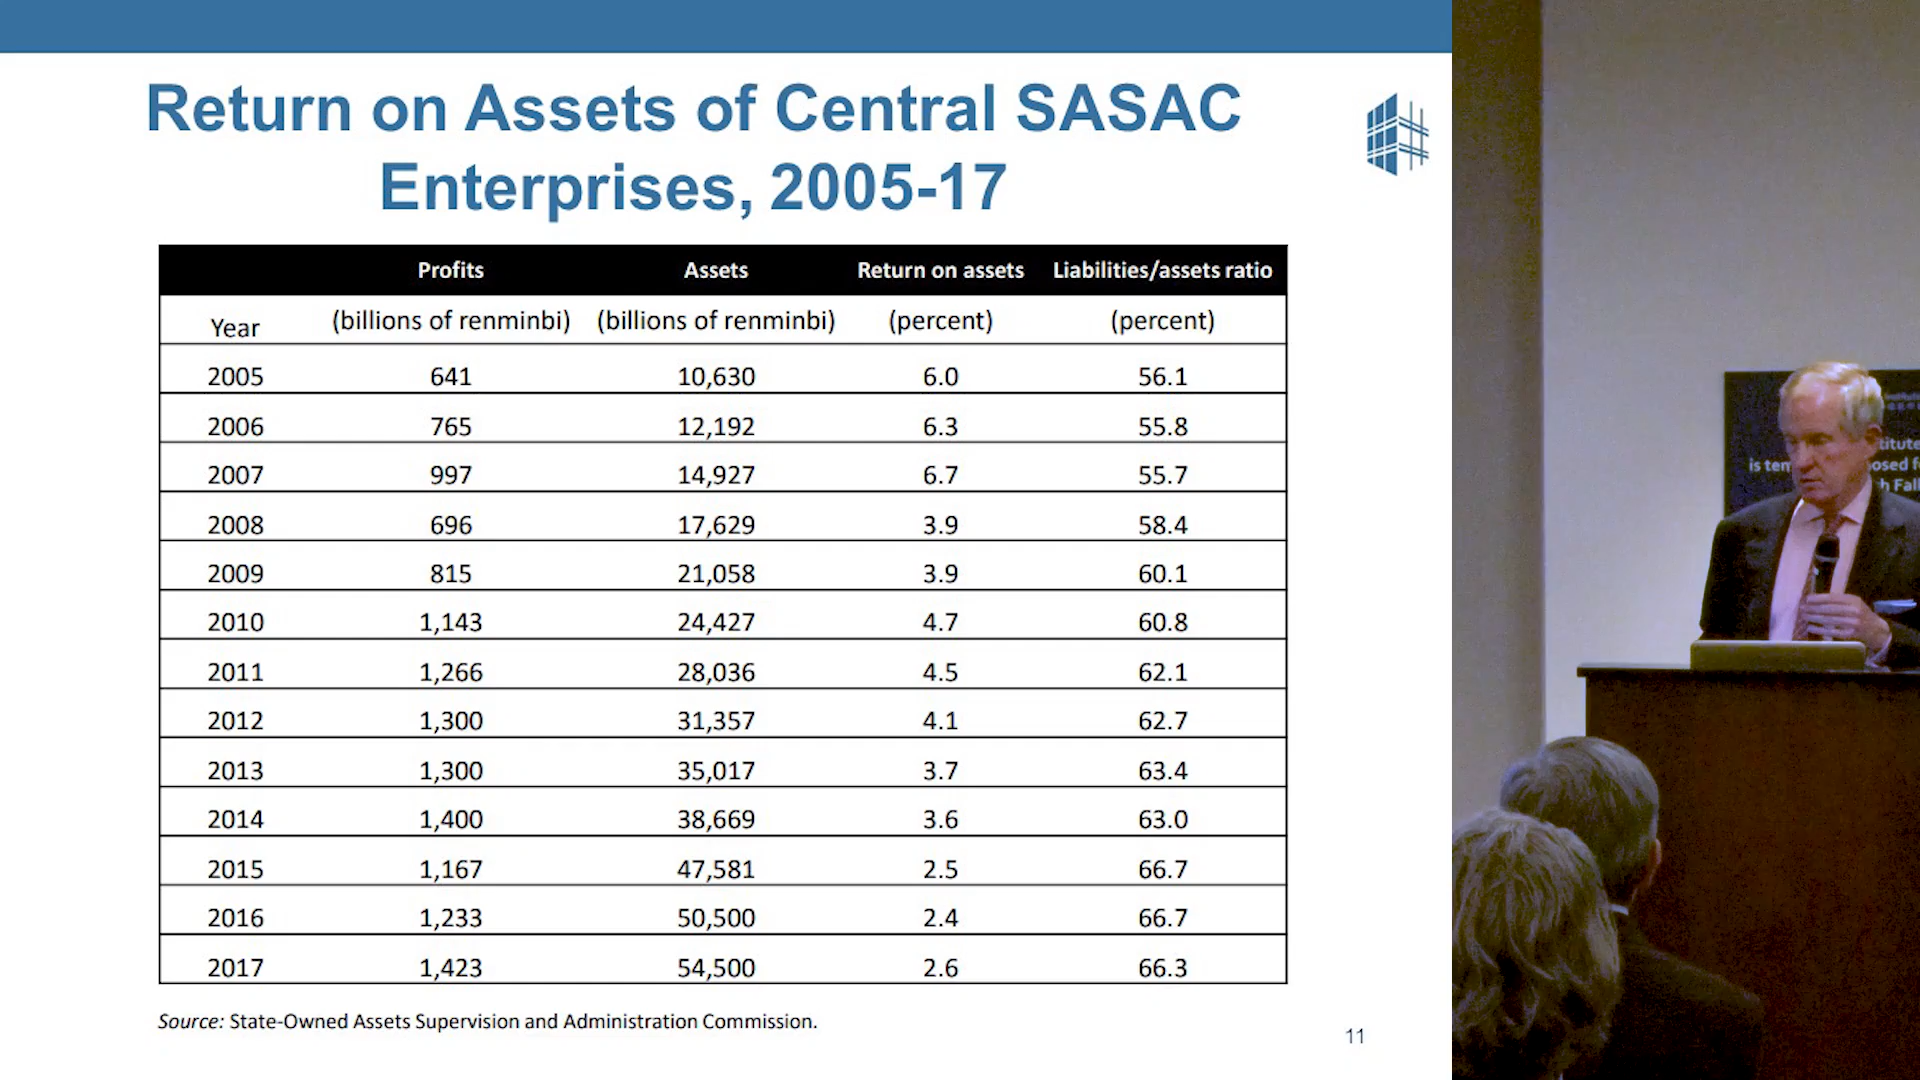 Return on Assets of Central SASAC
Enterprises, 2005-17
Profits Assets Return on assets Liabilities/assets ratio
Year (billions of renminbi) (billions of renminbi) (percent) (percent)
2005 641 10,630 6.0 56.1
2006 765 12,192 6.3 55.8
2007 997 14,927 6.7 55.7
2008 696 17,629 3.9 58.4
2009 815 21,058 3.9 60.1
2010 1,143 24,427 4.7 60.8
2011 1,266 28,036 4.5 62.1
2012 1,300 31,357 4.1 62.7
2013 1,300 35,017 3.7 63.4
2014 1,400 38,669 3.6 63.0
2015 1,167 47,581 2.5 66.7
2016 1,233 50,500 2.4 66.7
2017 1,423 54,500 2.6 66.3
Source: State-Owned Assets Supervision and Administration Commission.
11
titute
is tem osed f
h Fall